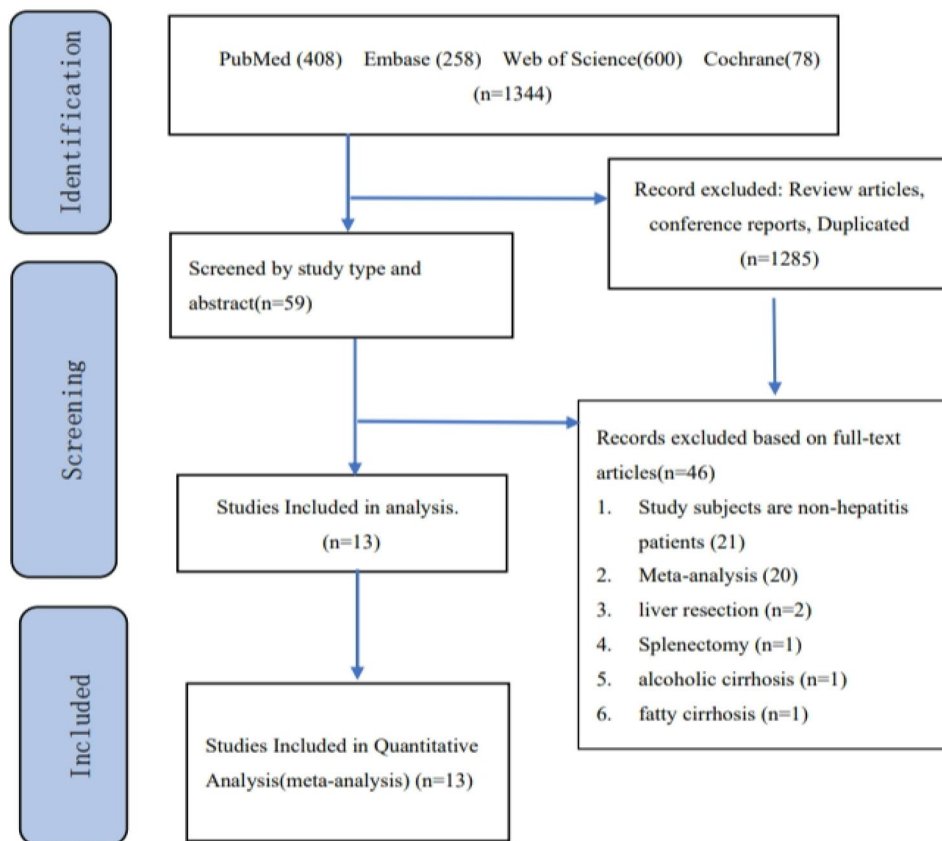 Identification
PubMed (408) Embase (258) Web of Science(600) Cochrane(78)
(n=1344)
Record excluded: Review articles,
conference reports, Duplicated
(n=1285)
Screening
Screened by study type and
abstract(n=59)
Records excluded based on full-text
articles(n=46)
1. Study subjects are non-hepatitis
patients (21)
2. Meta-analysis (20)
3. liver resection (n=2)
4. Splenectomy (n=1)
5. alcoholic cirrhosis (n=1)
6. fatty cirrhosis (n=1)
Studies Included in analysis.
(n=13)
Included
Studies Included in Quantitative
Analysis(meta-analysis) (n=13)